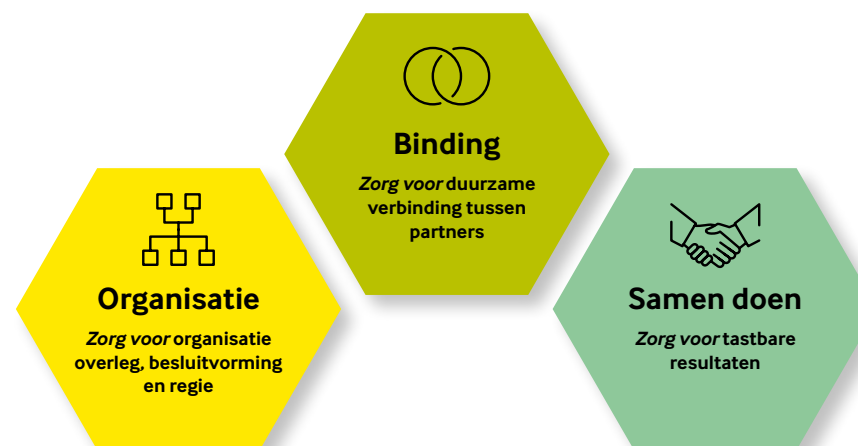 Binding
Zorg voor duurzame
verbinding tussen
partners
Organisatie
Zorg voor organisatie
overleg, besluitvorming
en regie
Samen doen
Zorg voor tastbare
resultaten